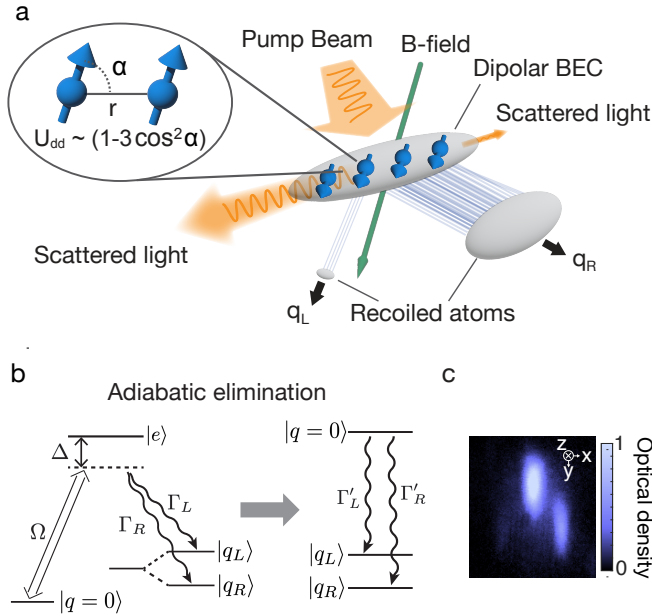 a
Pump Beam
B-field
Dipolar BEC
Scattered light
α
r
U_dd ~ (1-3cos²α)
Scattered light
q_R
q_L
Recoiled atoms
b
Adiabatic elimination
c
|e⟩
|q = 0⟩
Δ
Ω
Γ_L
Γ_R
Γ'_L
Γ'_R
|q_L⟩
|q_L⟩
|q_R⟩
|q_R⟩
|q = 0⟩
z
x
y
1
0
Optical density